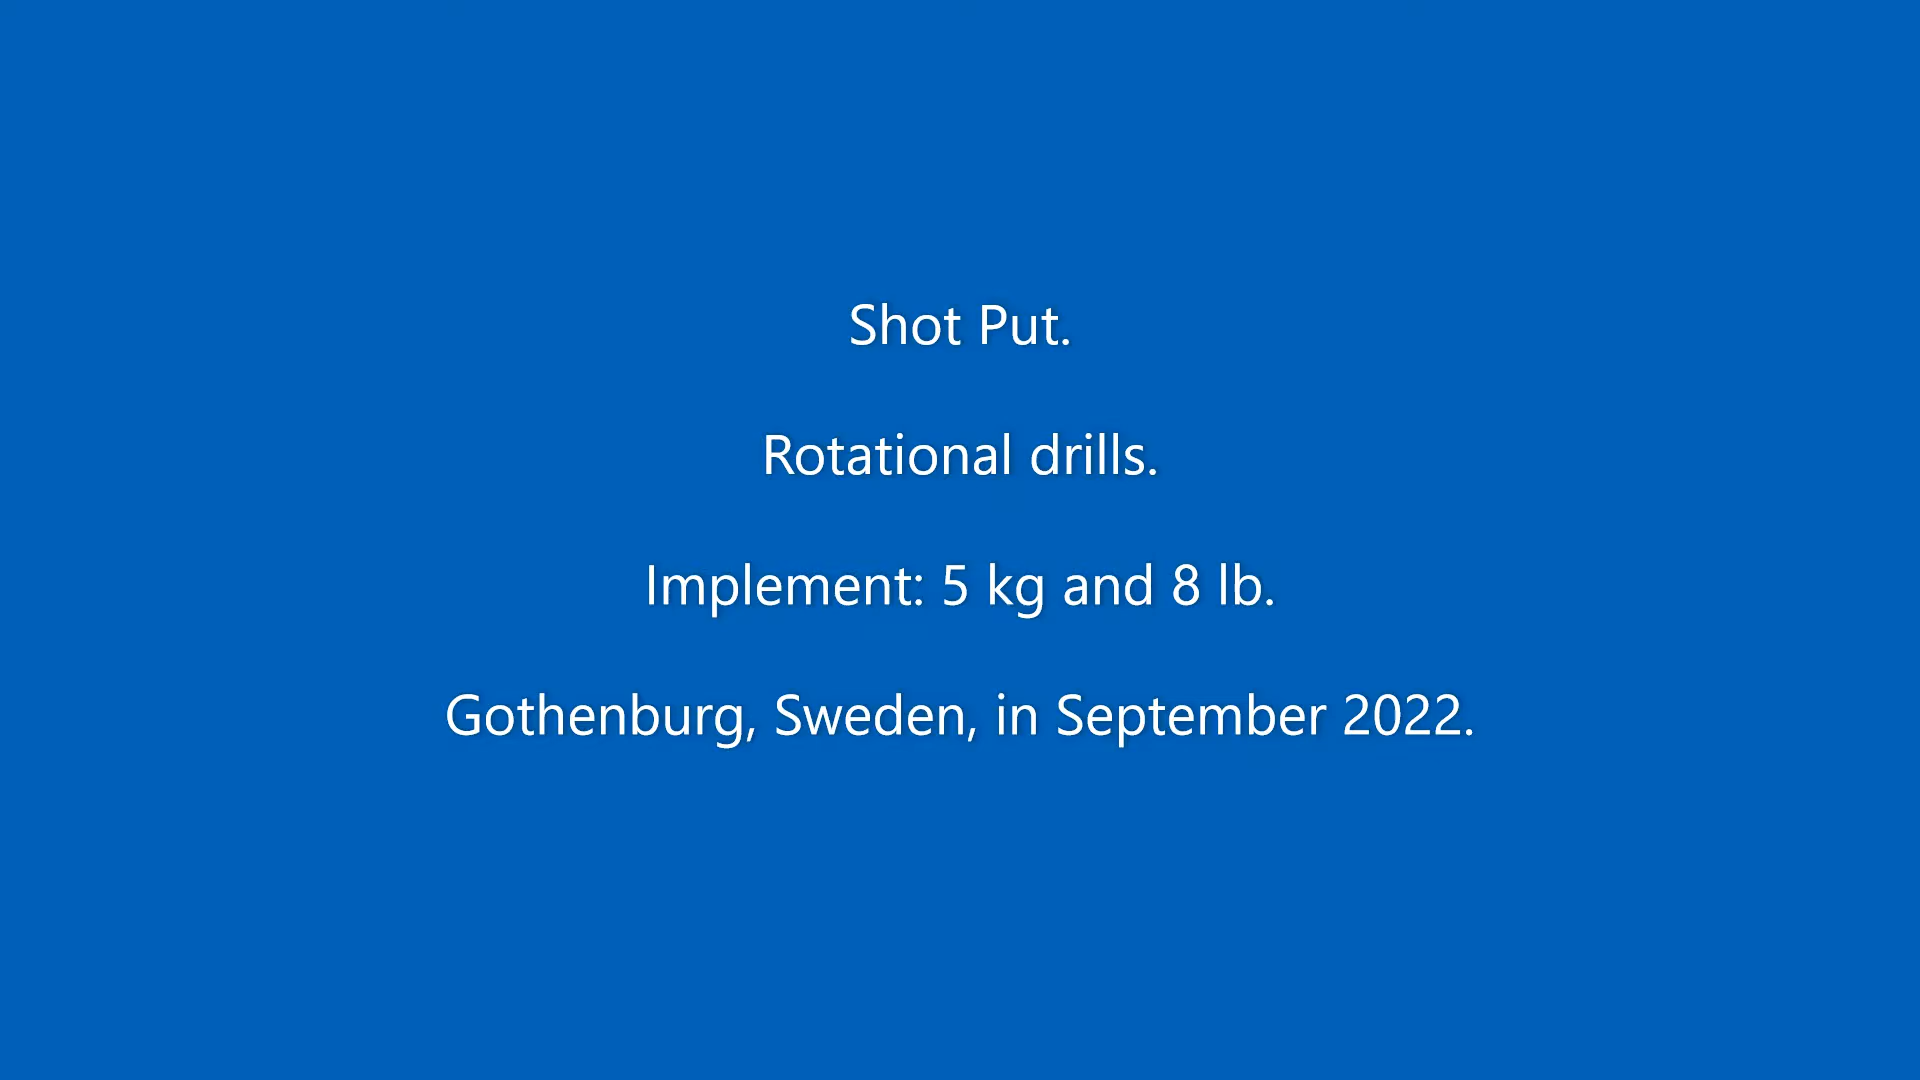 Shot Put.
Rotational drills.
Implement: 5 kg and 8 lb.
Gothenburg, Sweden, in September 2022.